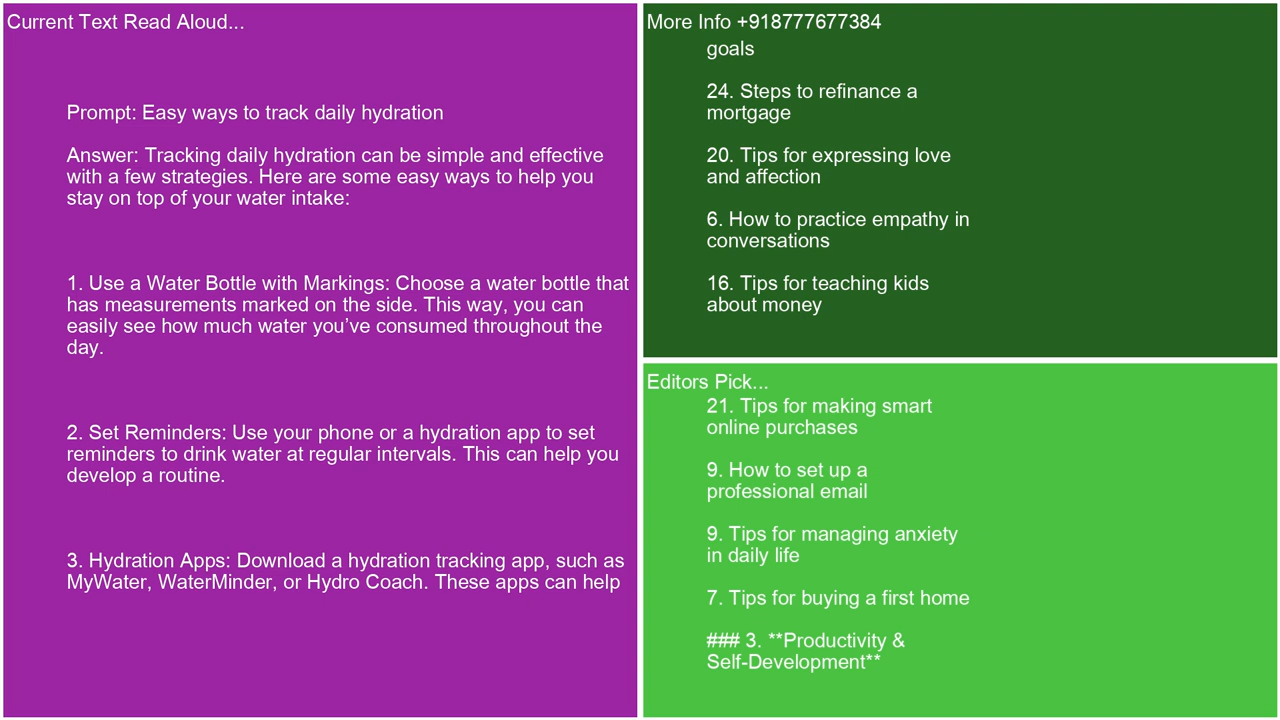 Current Text Read Aloud...
Prompt: Easy ways to track daily hydration
Answer: Tracking daily hydration can be simple and effective
with a few strategies. Here are some easy ways to help you
stay on top of your water intake:
1. Use a Water Bottle with Markings: Choose a water bottle that
has measurements marked on the side. This way, you can
easily see how much water you’ve consumed throughout the
day.
2. Set Reminders: Use your phone or a hydration app to set
reminders to drink water at regular intervals. This can help you
develop a routine.
3. Hydration Apps: Download a hydration tracking app, such as
MyWater, WaterMinder, or Hydro Coach. These apps can help
More Info +918777677384
goals
24. Steps to refinance a
mortgage
20. Tips for expressing love
and affection
6. How to practice empathy in
conversations
16. Tips for teaching kids
about money
Editors Pick...
21. Tips for making smart
online purchases
9. How to set up a
professional email
9. Tips for managing anxiety
in daily life
7. Tips for buying a first home
### 3. **Productivity &
Self-Development**